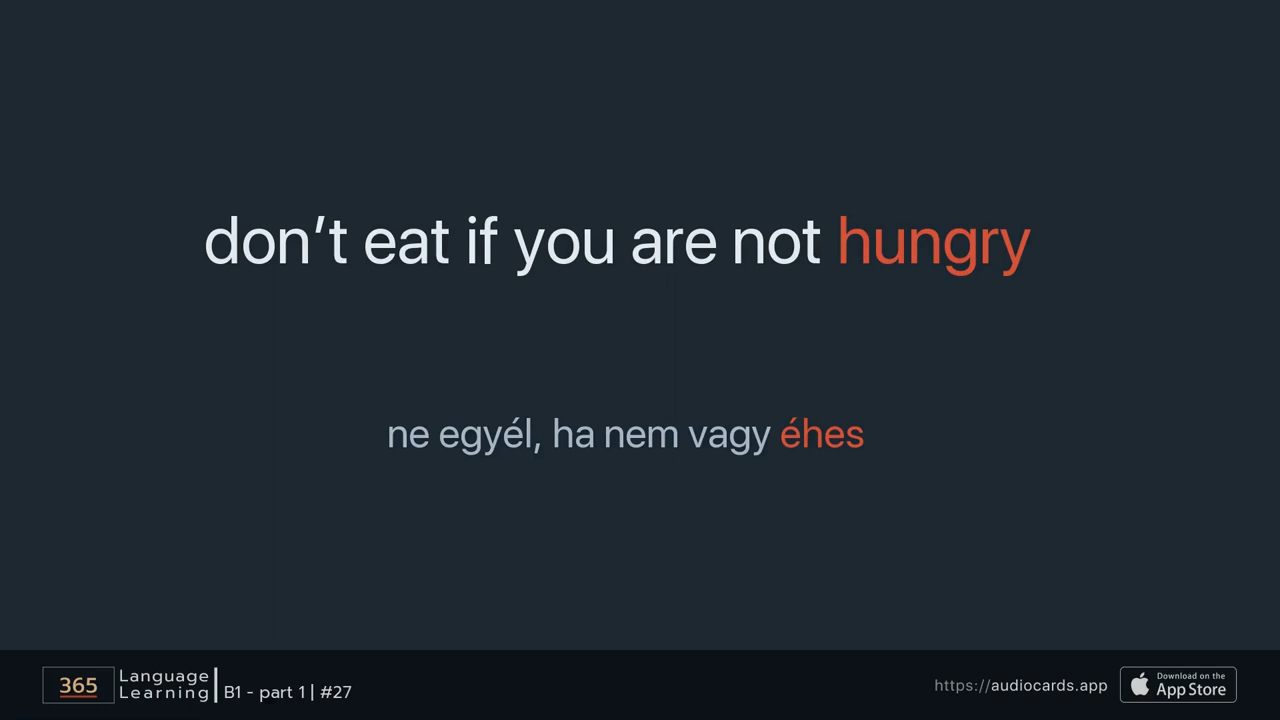 don’t eat if you are not hungry
ne egyél, ha nem vagy éhes
365 Language Learning B1 - part 1 | #27
https://audiocards.app
Download on the App Store